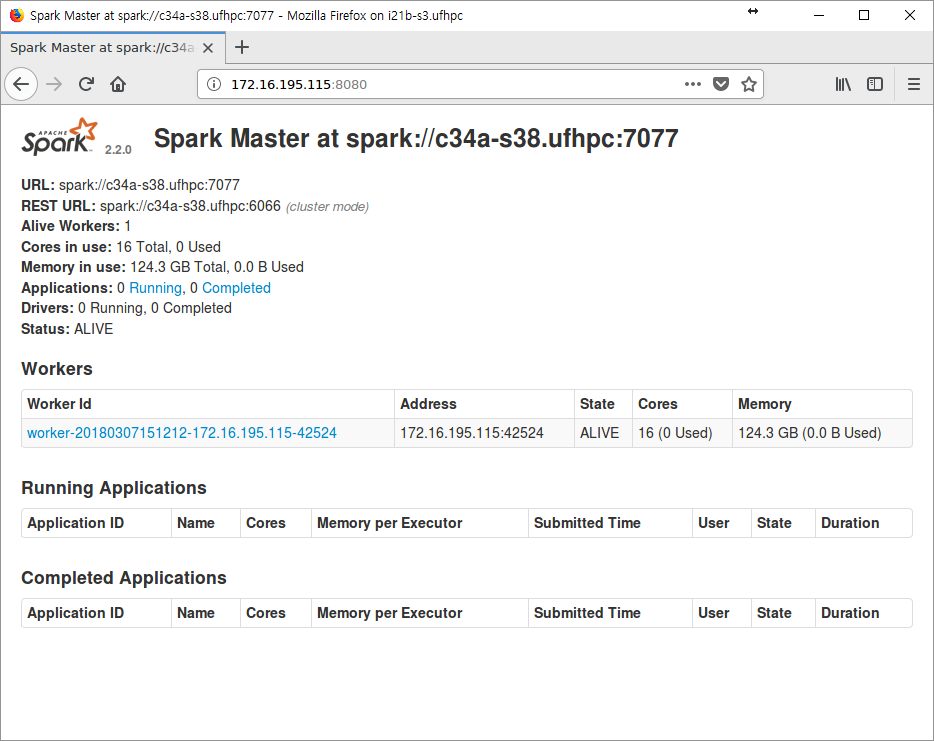 Spark Master at spark://c34a-s38.ufhpc:7077 - Mozilla Firefox on i21b-s3.ufhpc
Spark Master at spark://c34a
172.16.195.115:8080
APACHE
Spark 2.2.0 Spark Master at spark://c34a-s38.ufhpc:7077
URL: spark://c34a-s38.ufhpc:7077
REST URL: spark://c34a-s38.ufhpc:6066 (cluster mode)
Alive Workers: 1
Cores in use: 16 Total, 0 Used
Memory in use: 124.3 GB Total, 0.0 B Used
Applications: 0 Running, 0 Completed
Drivers: 0 Running, 0 Completed
Status: ALIVE
Workers
Worker Id Address State Cores Memory
worker-20180307151212-172.16.195.115-42524 172.16.195.115:42524 ALIVE 16 (0 Used) 124.3 GB (0.0 B Used)
Running Applications
Application ID Name Cores Memory per Executor Submitted Time User State Duration
Completed Applications
Application ID Name Cores Memory per Executor Submitted Time User State Duration